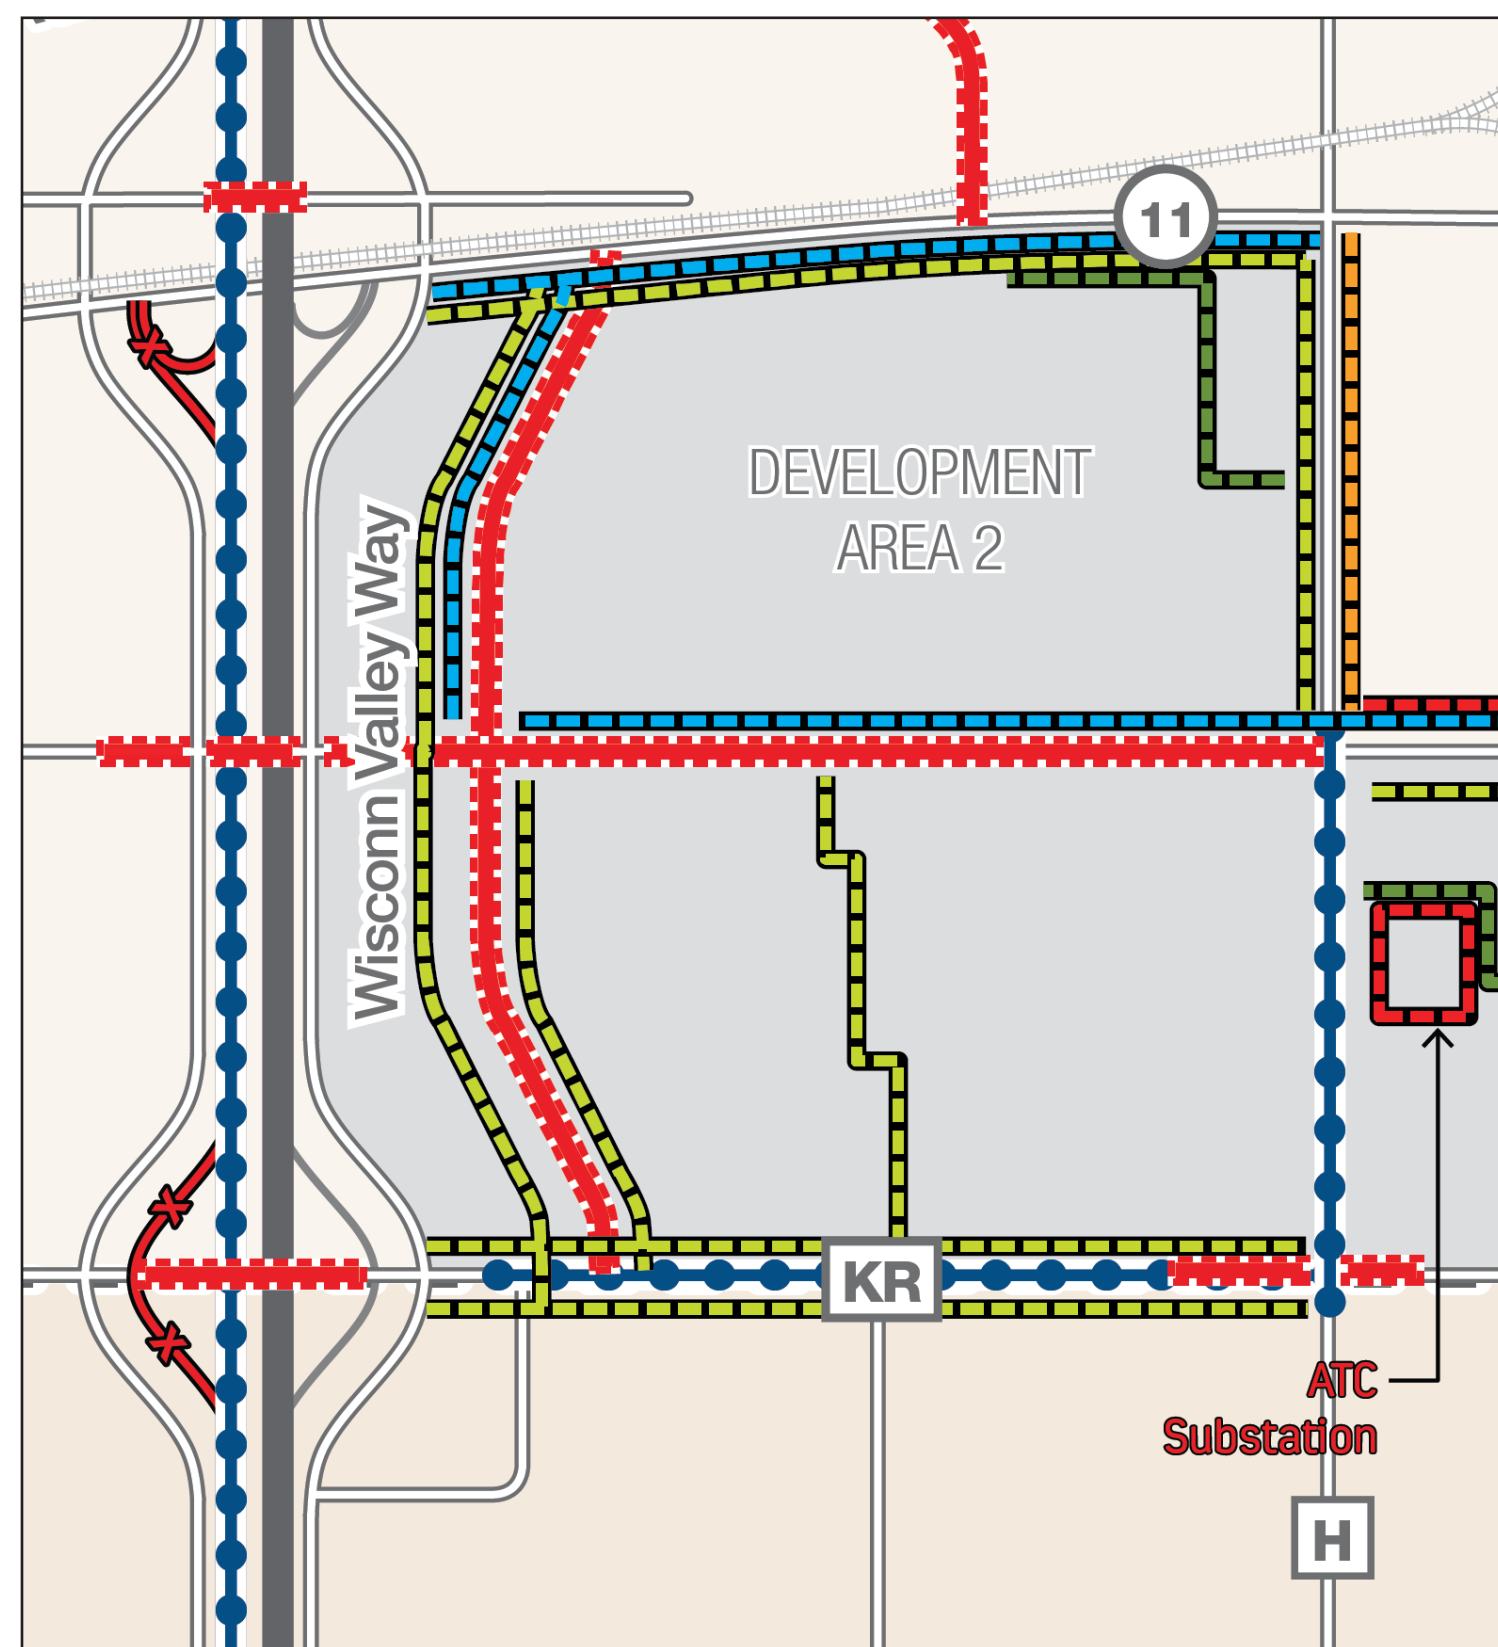 11
DEVELOPMENT
AREA 2
Wisconn Valley Way
KR
ATC
Substation
H